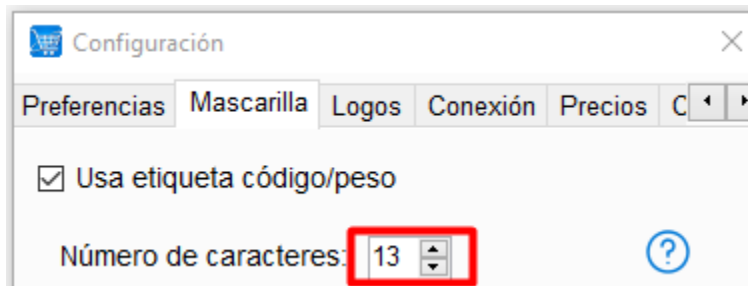 Configuración
Preferencias Mascarilla Logos Conexión Precios
Usa etiqueta código/peso
Número de caracteres: 13
?